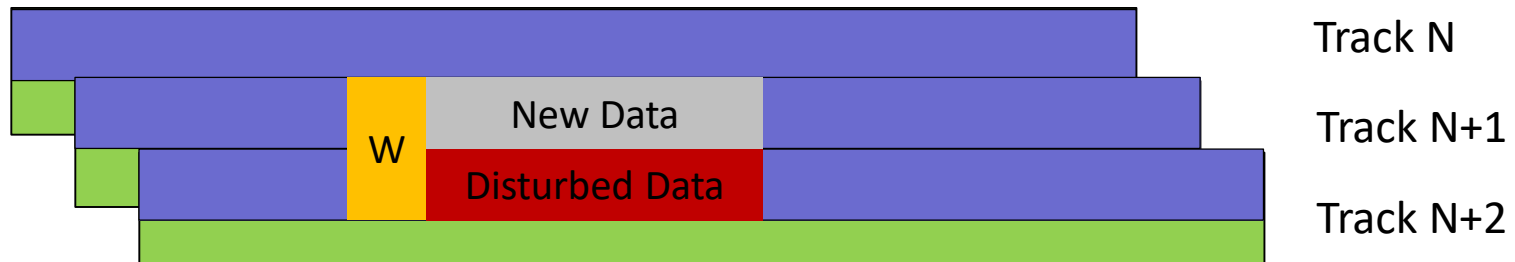 Track N
New Data
Track N+1
W
Disturbed Data
Track N+2